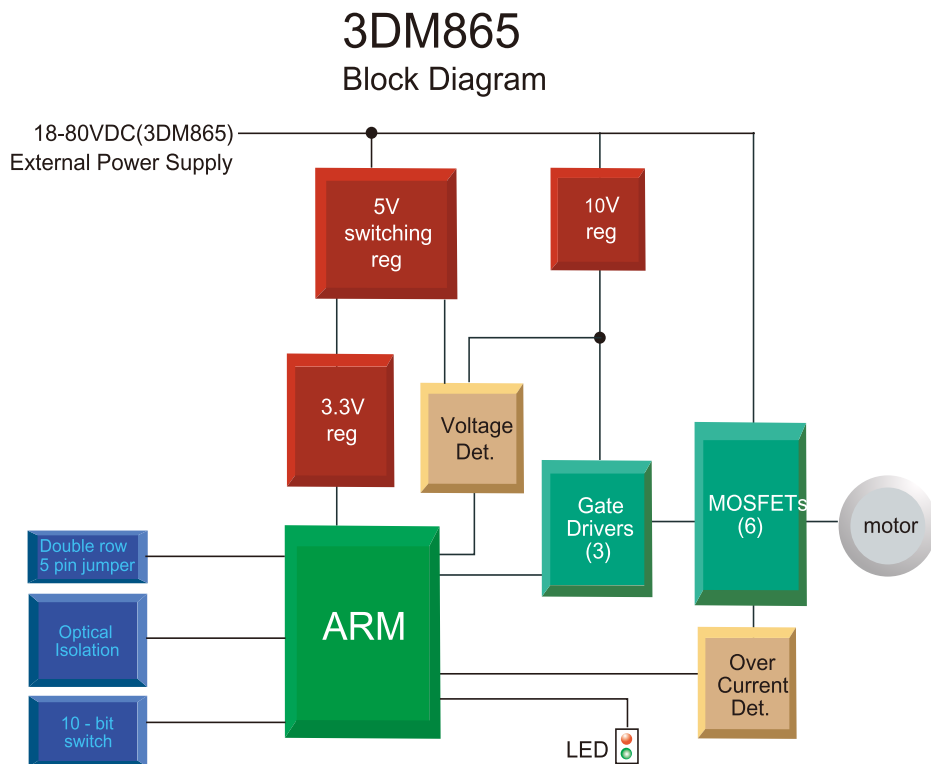 3DM865
Block Diagram
18-80VDC(3DM865)
External Power Supply
5V
switching
reg
10V
reg
3.3V
reg
Voltage
Det.
Gate
Drivers
(3)
MOSFETs
(6)
motor
Double row
5 pin jumper
Optical
Isolation
10 - bit
switch
ARM
Over
Current
Det.
LED